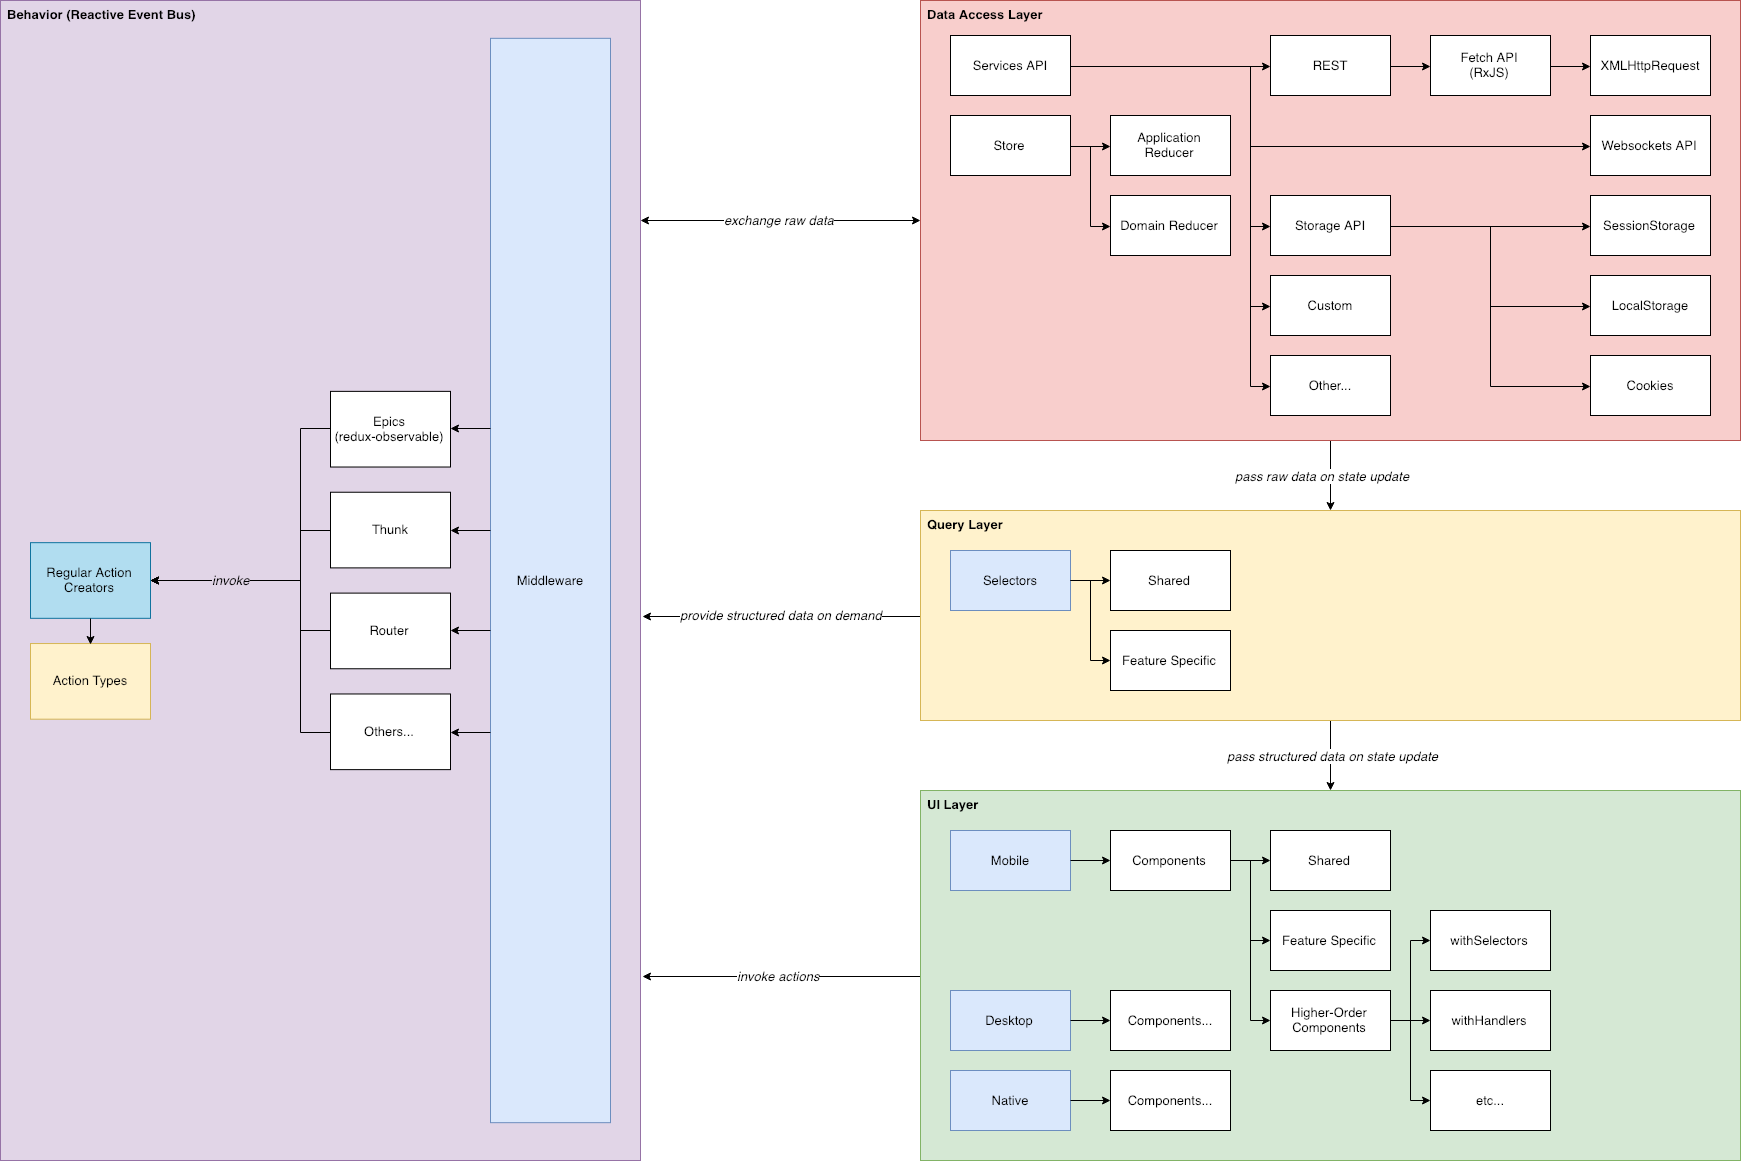 Behavior (Reactive Event Bus)
Middleware
Epics
(redux-observable)
Thunk
Router
Others...
invoke
Regular Action
Creators
Action Types
exchange raw data
provide structured data on demand
invoke actions
Data Access Layer
Services API
REST
Fetch API
(RxJS)
XMLHttpRequest
Store
Application
Reducer
Websockets API
Domain Reducer
Storage API
SessionStorage
Custom
LocalStorage
Other...
Cookies
pass raw data on state update
Query Layer
Selectors
Shared
Feature Specific
pass structured data on state update
UI Layer
Mobile
Components
Shared
Feature Specific
withSelectors
Desktop
Components...
Higher-Order
Components
withHandlers
Native
Components...
etc...